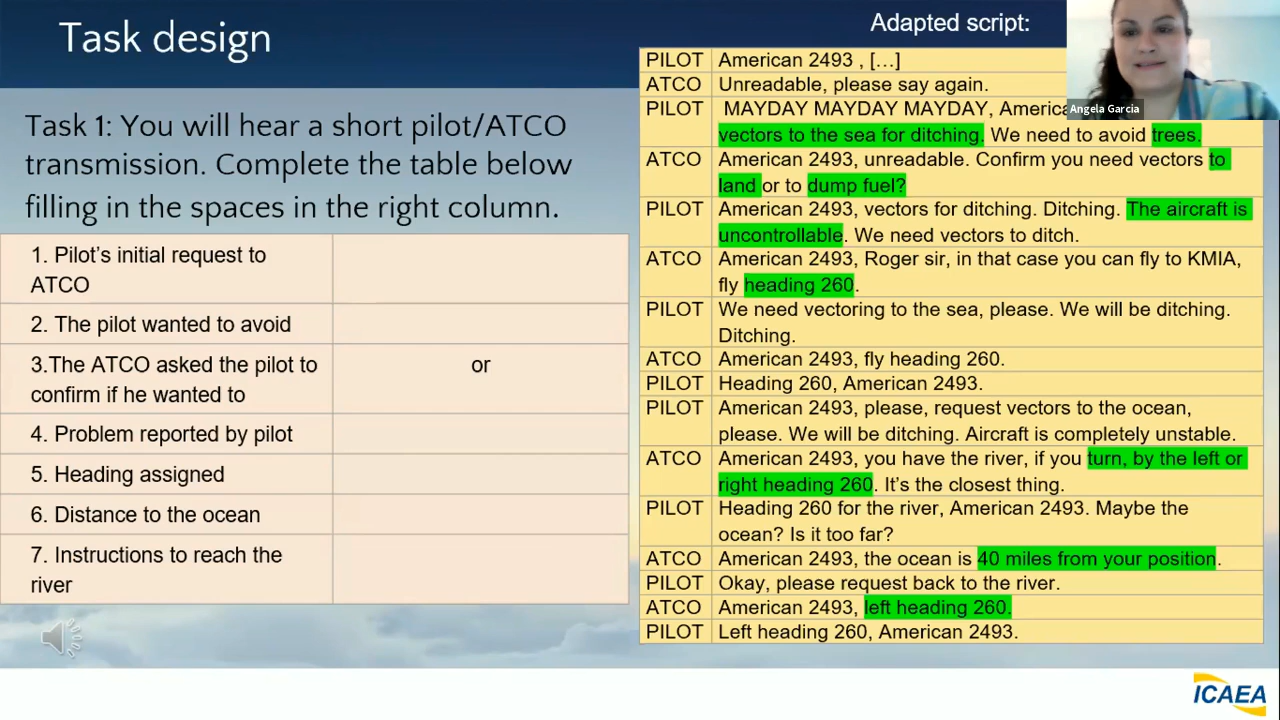 Task design
Adapted script:
Task 1: You will hear a short pilot/ATCO
transmission. Complete the table below
filling in the spaces in the right column.
1. Pilot's initial request to
ATCO
2. The pilot wanted to avoid
3.The ATCO asked the pilot to or
confirm if he wanted to
4. Problem reported by pilot
5. Heading assigned
6. Distance to the ocean
7. Instructions to reach the
river
PILOT American 2493 , […]
ATCO Unreadable, please say again.
PILOT MAYDAY MAYDAY MAYDAY,
vectors to the sea for ditching. We need to avoid trees.
ATCO American 2493, unreadable. Confirm you need vectors to
land or to dump fuel?
PILOT American 2493, vectors for ditching. Ditching. The aircraft is
uncontrollable. We need vectors to ditch.
ATCO American 2493, Roger sir, in that case you can fly to KMIA,
fly heading 260.
PILOT We need vectoring to the sea, please. We will be ditching.
Ditching.
ATCO American 2493, fly heading 260.
PILOT Heading 260, American 2493.
PILOT American 2493, please, request vectors to the ocean,
please. We will be ditching. Aircraft is completely unstable.
ATCO American 2493, you have the river, if you turn, by the left or
right heading 260. It's the closest thing.
PILOT Heading 260 for the river, American 2493. Maybe the
ocean? Is it too far?
ATCO American 2493, the ocean is 40 miles from your position.
PILOT Okay, please request back to the river.
ATCO American 2493, left heading 260.
PILOT Left heading 260, American 2493.
Angela Garcia
ICAEA